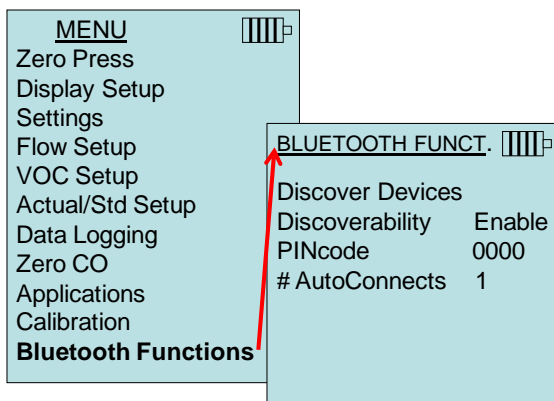 MENU
Zero Press
Display Setup
Settings
Flow Setup
VOC Setup
Actual/Std Setup
Data Logging
Zero CO
Applications
Calibration
Bluetooth Functions
BLUETOOTH FUNCT.
Discover Devices
Discoverability Enable
PINcode 0000
# AutoConnects 1